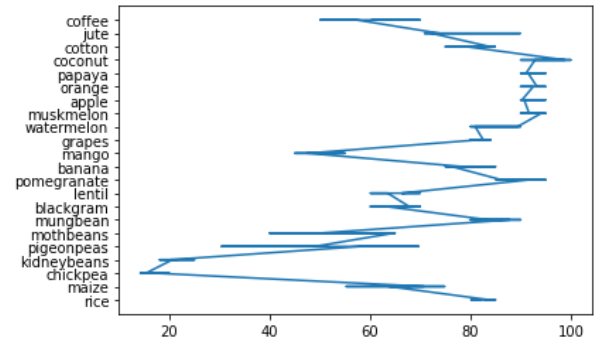 coffee
jute
cotton
coconut
papaya
orange
apple
muskmelon
watermelon
grapes
mango
banana
pomegranate
lentil
blackgram
mungbean
mothbeans
pigeonpeas
kidneybeans
chickpea
maize
rice
20 40 60 80 100